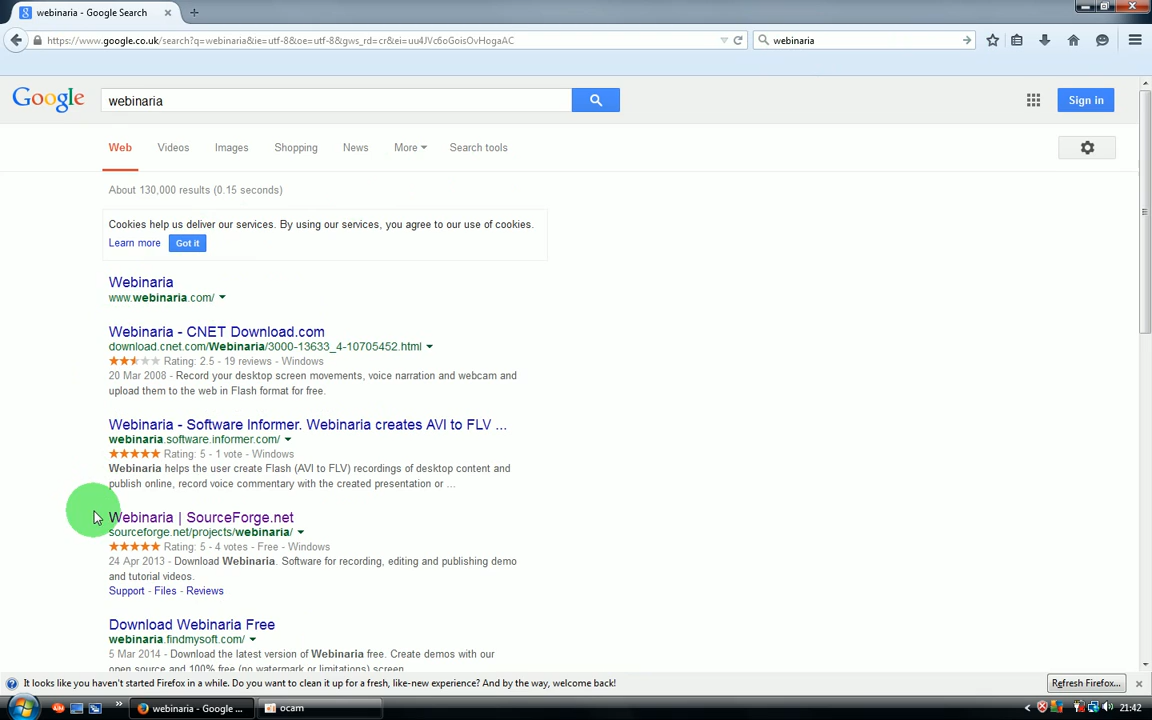 webinaria - Google Search
https://www.google.co.uk/search?q=webinaria&ie=utf-8&oe=utf-8&gws_rd=cr&ei=uu4JVc6oGoisOvHogaAC
webinaria
Google
webinaria
Sign in
Web Videos Images Shopping News More Search tools
About 130,000 results (0.15 seconds)
Cookies help us deliver our services. By using our services, you agree to our use of cookies.
Learn more Got it
Webinaria
www.webinaria.com/
Webinaria - CNET Download.com
download.cnet.com/Webinaria/3000-13633_4-10705452.html
Rating: 2.5 - 19 reviews - Windows
20 Mar 2008 - Record your desktop screen movements, voice narration and webcam and
upload them to the web in Flash format for free.
Webinaria - Software Informer. Webinaria creates AVI to FLV ...
webinaria.software.informer.com/
Rating: 5 - 1 vote - Windows
Webinaria helps the user create Flash (AVI to FLV) recordings of desktop content and
publish online, record voice commentary with the created presentation or ...
Webinaria | SourceForge.net
sourceforge.net/projects/webinaria/
Rating: 5 - 4 votes - Free - Windows
24 Apr 2013 - Download Webinaria. Software for recording, editing and publishing demo
and tutorial videos.
Support - Files - Reviews
Download Webinaria Free
webinaria.findmysoft.com/
5 Mar 2014 - Download the latest version of Webinaria free. Create demos with our
open source and 100% free (no watermark or limitations) screen
It looks like you haven't started Firefox in a while. Do you want to clean it up for a fresh, like-new experience? And by the way, welcome back!
Refresh Firefox...
webinaria - Google ...
ocam
21:42